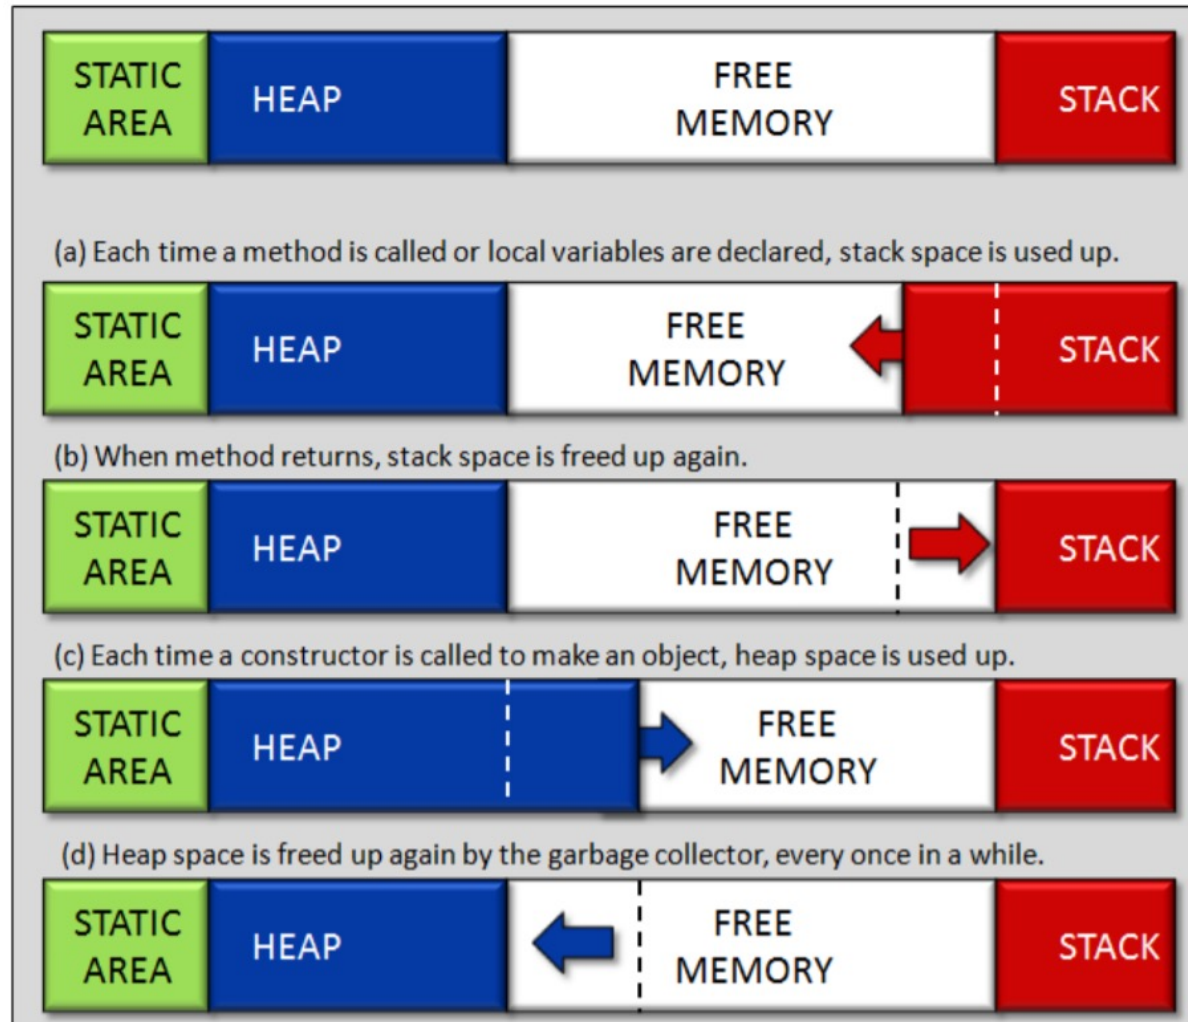 STATIC
AREA
HEAP
FREE
MEMORY
STACK
(a) Each time a method is called or local variables are declared, stack space is used up.
STATIC
AREA
HEAP
FREE
MEMORY
STACK
(b) When method returns, stack space is freed up again.
STATIC
AREA
HEAP
FREE
MEMORY
STACK
(c) Each time a constructor is called to make an object, heap space is used up.
STATIC
AREA
HEAP
FREE
MEMORY
STACK
(d) Heap space is freed up again by the garbage collector, every once in a while.
STATIC
AREA
HEAP
FREE
MEMORY
STACK